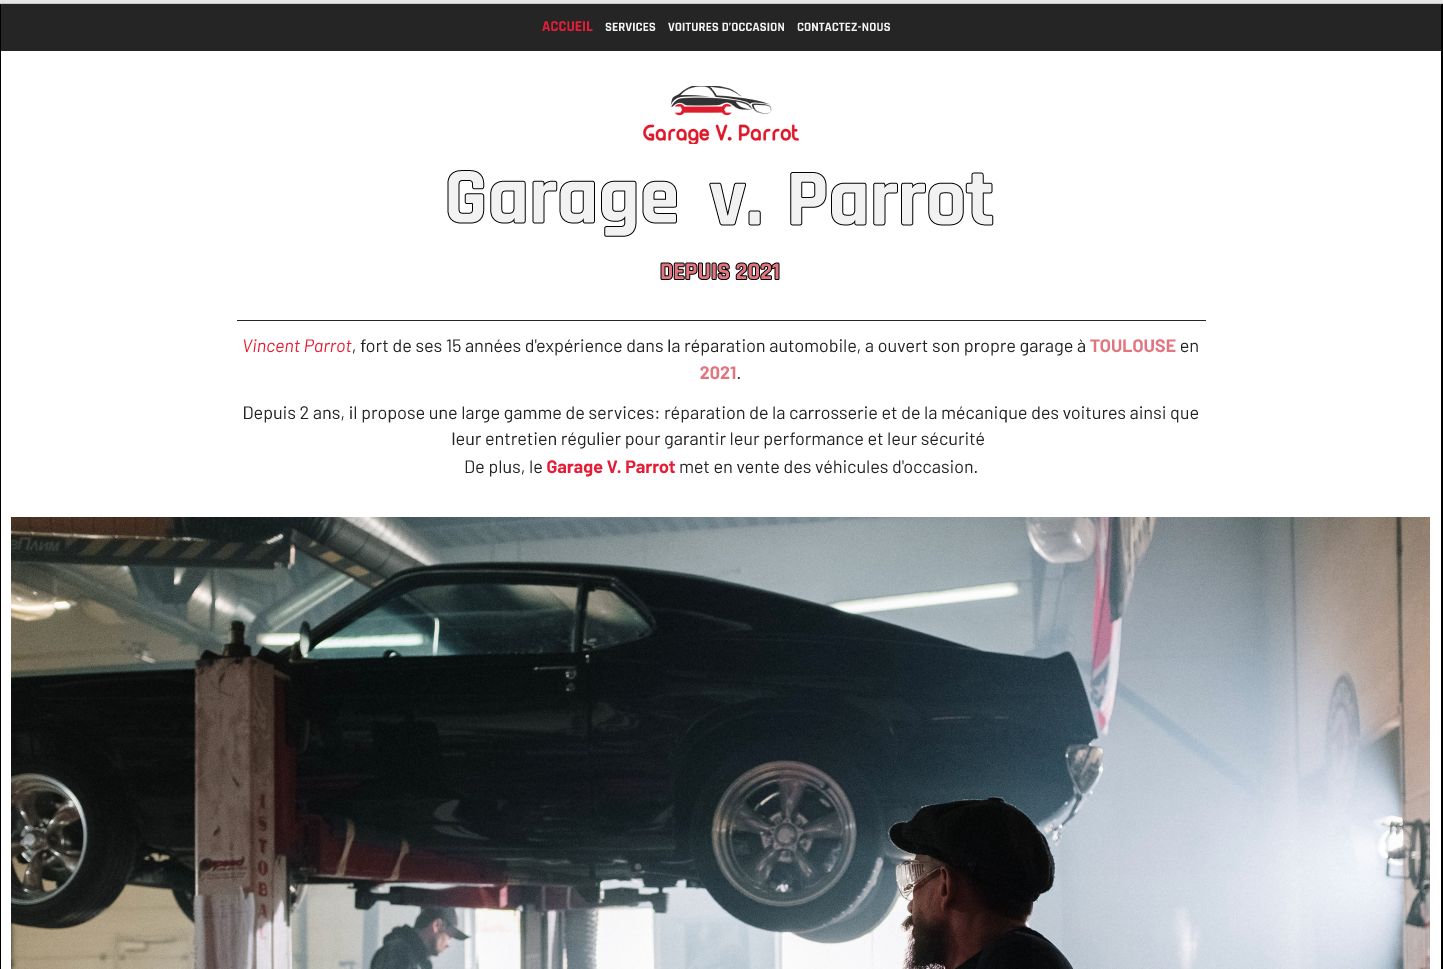 ACCUEIL SERVICES VOITURES D'OCCASION CONTACTEZ-NOUS
Garage V. Parrot
Garage v. Parrot
DEPUIS 2021
Vincent Parrot, fort de ses 15 années d'expérience dans la réparation automobile, a ouvert son propre garage à TOULOUSE en
2021.
Depuis 2 ans, il propose une large gamme de services: réparation de la carrosserie et de la mécanique des voitures ainsi que
leur entretien régulier pour garantir leur performance et leur sécurité
De plus, le Garage V. Parrot met en vente des véhicules d'occasion.
speed
ISTOBAL